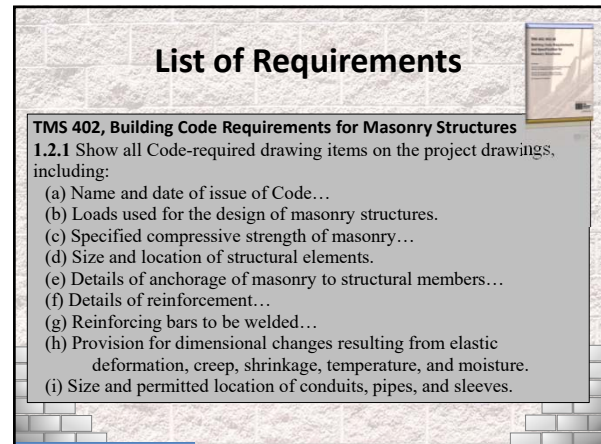 List of Requirements
TMS 402, Building Code Requirements for Masonry Structures
1.2.1 Show all Code-required drawing items on the project drawings,
including:
(a) Name and date of issue of Code…
(b) Loads used for the design of masonry structures.
(c) Specified compressive strength of masonry…
(d) Size and location of structural elements.
(e) Details of anchorage of masonry to structural members…
(f) Details of reinforcement…
(g) Reinforcing bars to be welded…
(h) Provision for dimensional changes resulting from elastic
deformation, creep, shrinkage, temperature, and moisture.
(i) Size and permitted location of conduits, pipes, and sleeves.